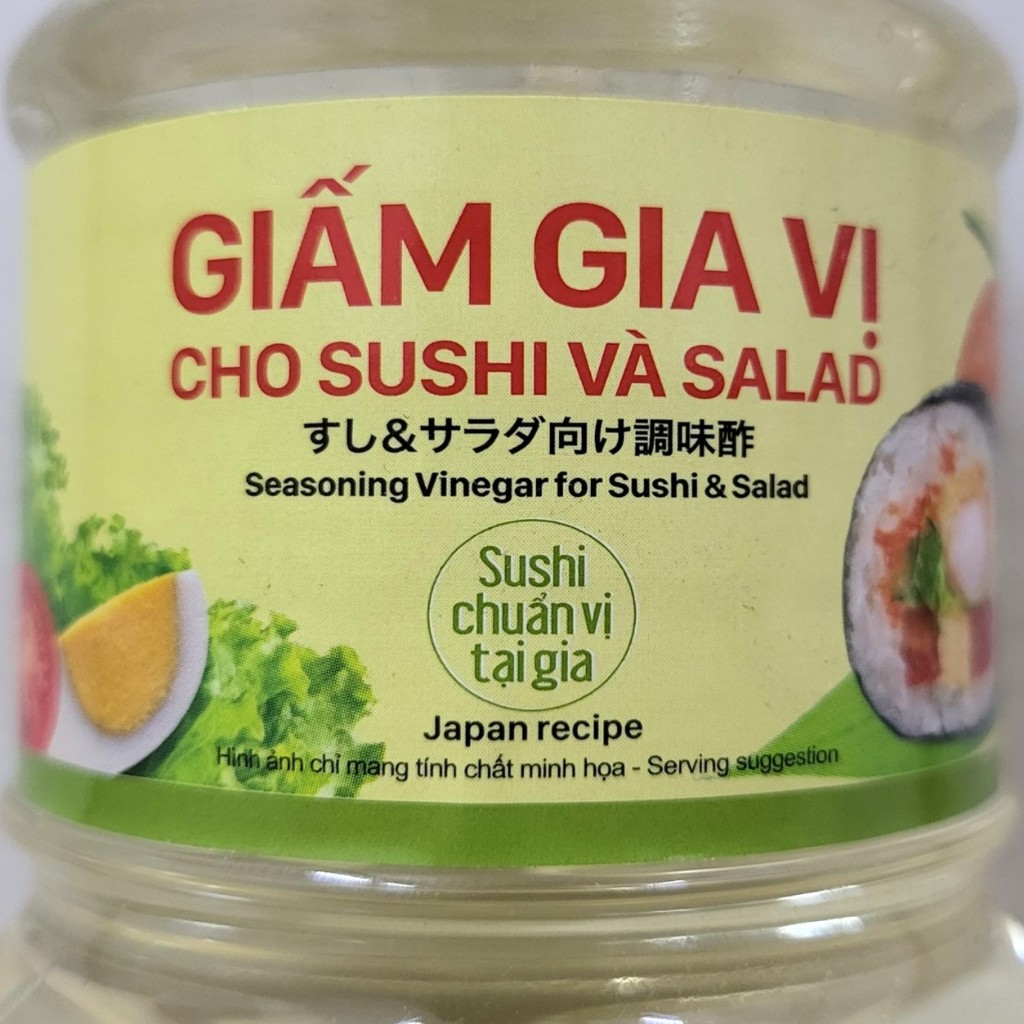 GIẤM GIA VỊ
CHO SUSHI VÀ SALAD
すし&サラダ向け調味酢
Seasoning Vinegar for Sushi & Salad
Sushi
chuẩn vị
tại gia
Japan recipe
Hình ảnh chỉ mang tính chất minh họa - Serving suggestion